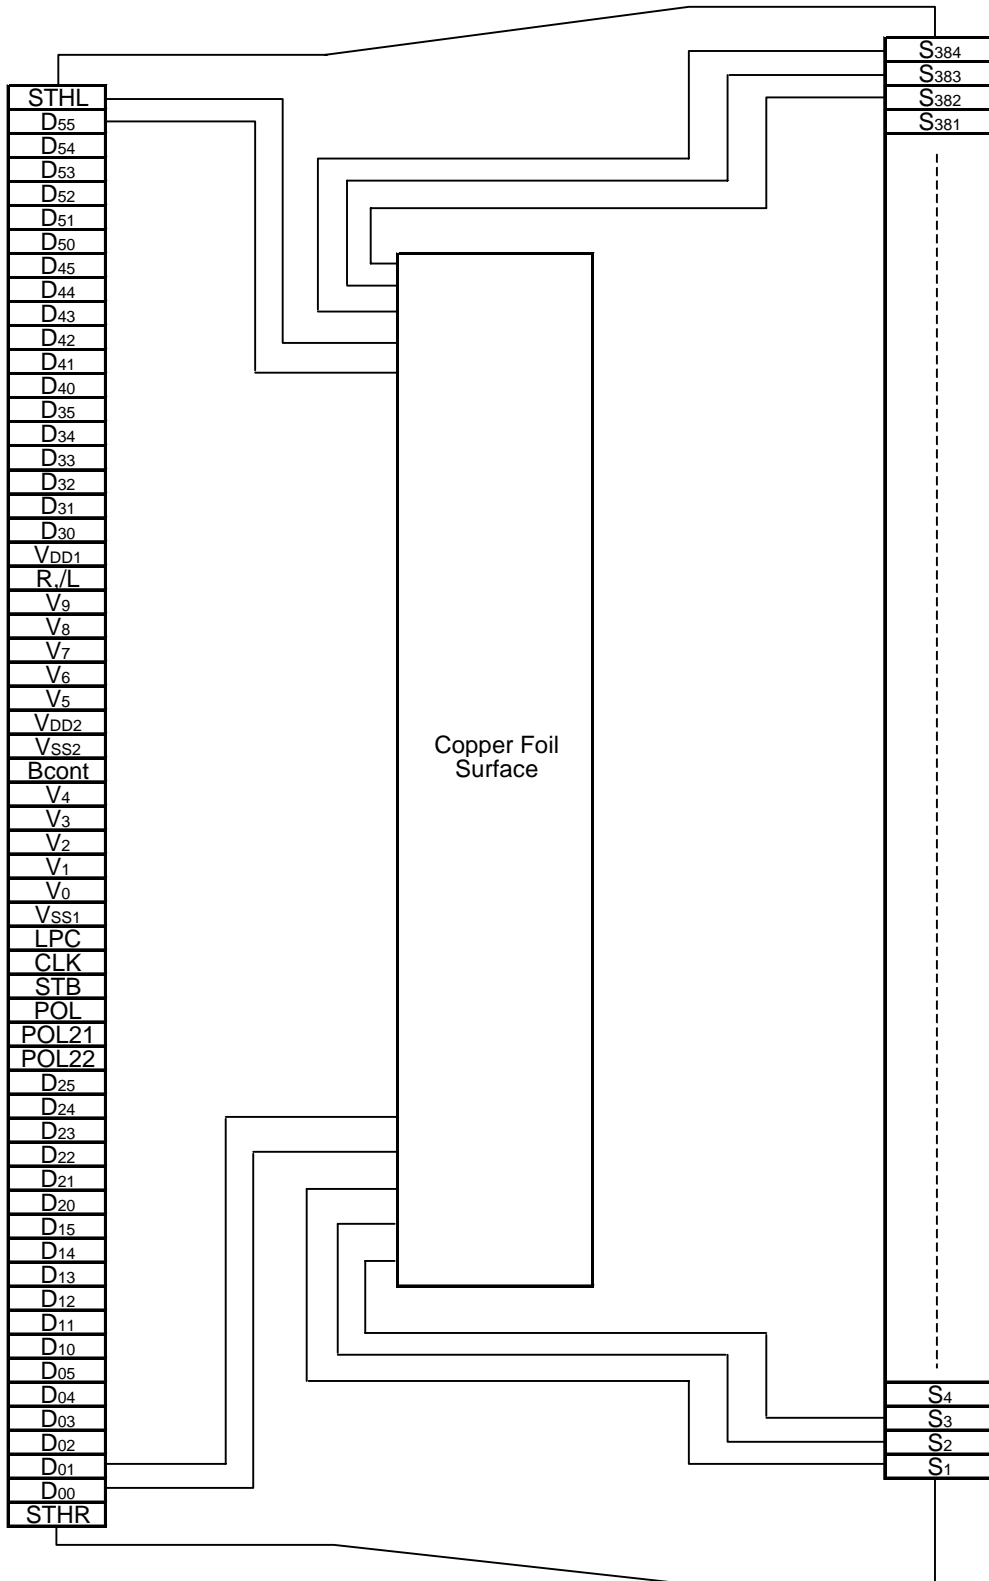 STHL
D55
D54
D53
D52
D51
D50
D45
D44
D43
D42
D41
D40
D35
D34
D33
D32
D31
D30
VDD1
R,/L
V9
V8
V7
V6
V5
VDD2
VSS2
Bcont
V4
V3
V2
V1
V0
VSS1
LPC
CLK
STB
POL
POL21
POL22
D25
D24
D23
D22
D21
D20
D15
D14
D13
D12
D11
D10
D05
D04
D03
D02
D01
D00
STHR
Copper Foil
Surface
S384
S383
S382
S381
S4
S3
S2
S1